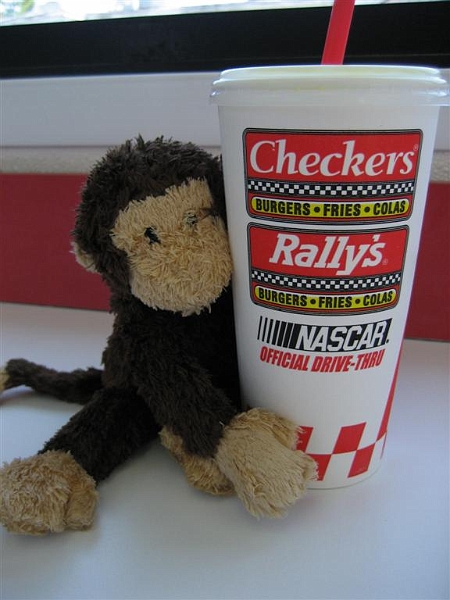 Checkers
BURGERS • FRIES • COLAS
Rally's
BURGERS • FRIES • COLAS
NASCAR
OFFICIAL DRIVE-THRU